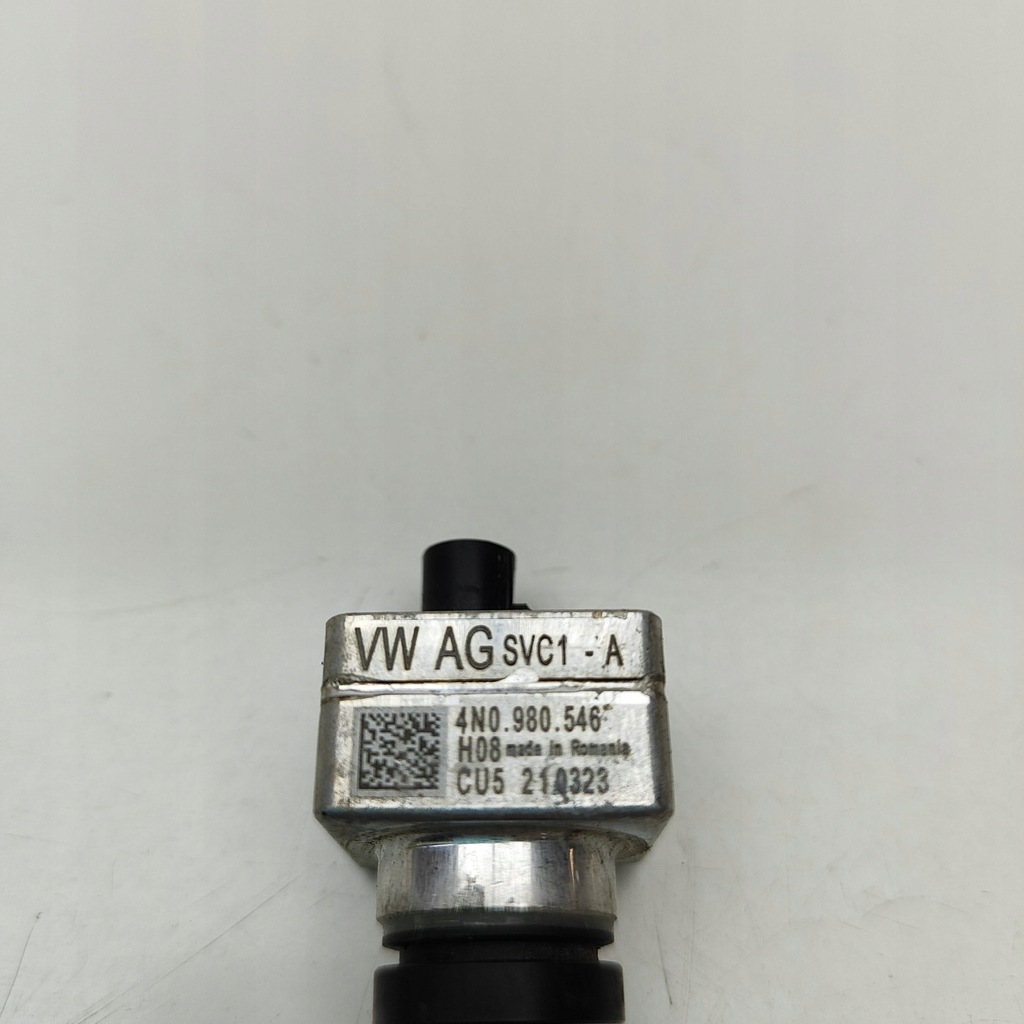 VW AG SVC1 - A
4N0.980.546
H08 made in Romania
CU5 210323